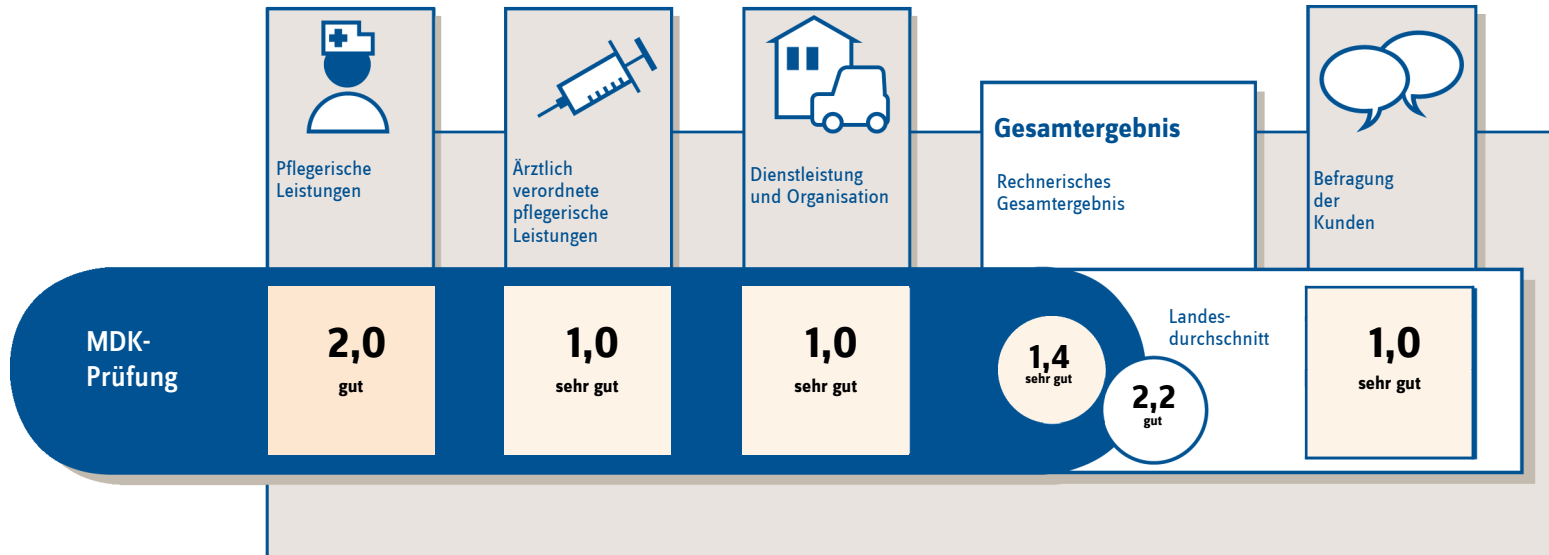 Pflegerische
Leistungen
Ärztlich
verordnete
pflegerische
Leistungen
Dienstleistung
und Organisation
Gesamtergebnis
Rechnerisches
Gesamtergebnis
Befragung
der
Kunden
MDK-
Prüfung
2,0
gut
1,0
sehr gut
1,0
sehr gut
1,4
sehr gut
Landes-
durchschnitt
2,2
gut
1,0
sehr gut